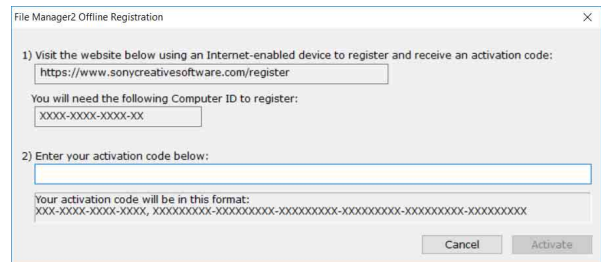 File Manager2 Offline Registration
1) Visit the website below using an Internet-enabled device to register and receive an activation code:
https://www.sonycreativesoftware.com/register
You will need the following Computer ID to register:
XXXX-XXXX-XXXX-XX
2) Enter your activation code below:
Your activation code will be in this format:
XXX-XXXX-XXXX-XXXX, XXXXXXXXX-XXXXXXXXX-XXXXXXXXX-XXXXXXXXX-XXXXXXXXX-XXXXXXXXX
Cancel Activate